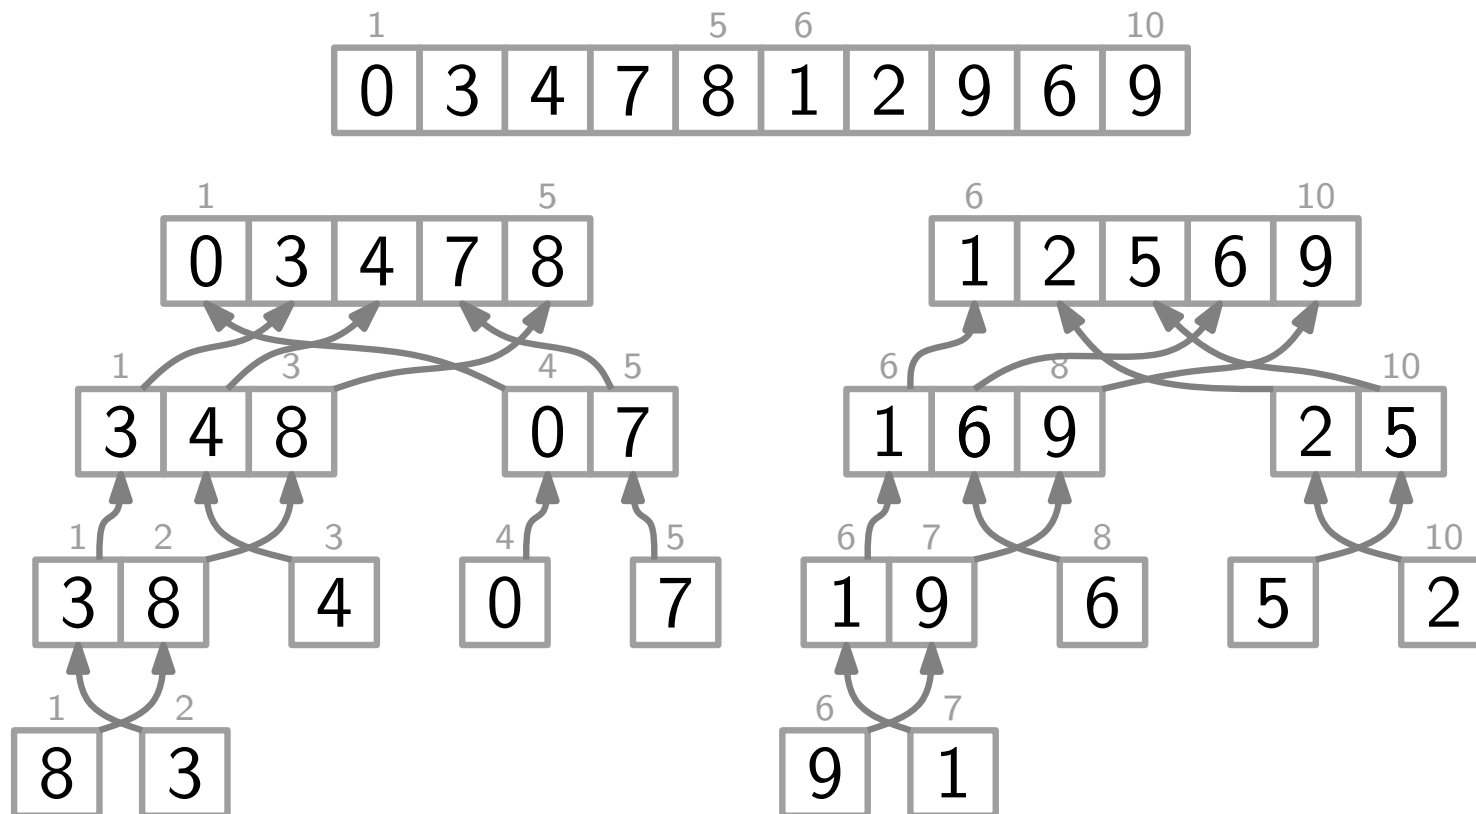 1 5 6 10
0 3 4 7 8 1 2 9 6 9
1 5 6 10
0 3 4 7 8 1 2 5 6 9
1 3 4 5 6 8 10
3 4 8 0 7 1 6 9 2 5
1 2 3 4 5 6 7 8 10
3 8 4 0 7 1 9 6 5 2
1 2 6 7
8 3 9 1